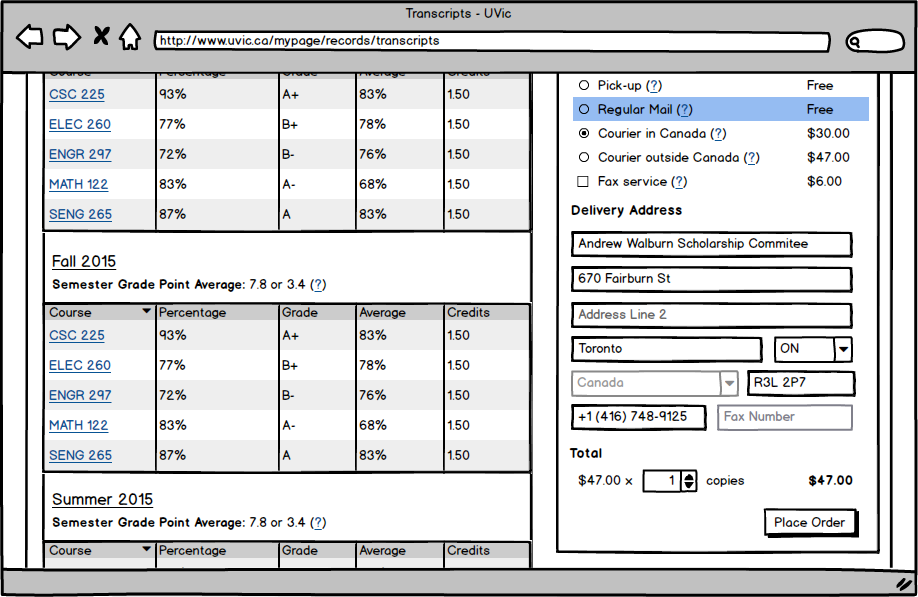 Transcripts - UVic
http://www.uvic.ca/mypage/records/transcripts
Course Percentage Grade Average Credits
CSC 225 93% A+ 83% 1.50
ELEC 260 77% B+ 78% 1.50
ENGR 297 72% B- 76% 1.50
MATH 122 83% A- 68% 1.50
SENG 265 87% A 83% 1.50
Fall 2015
Semester Grade Point Average: 7.8 or 3.4 (?)
Course Percentage Grade Average Credits
CSC 225 93% A+ 83% 1.50
ELEC 260 77% B+ 78% 1.50
ENGR 297 72% B- 76% 1.50
MATH 122 83% A- 68% 1.50
SENG 265 87% A 83% 1.50
Summer 2015
Semester Grade Point Average: 7.8 or 3.4 (?)
Course Percentage Grade Average Credits
Pick-up (?) Free
Regular Mail (?) Free
Courier in Canada (?) $30.00
Courier outside Canada (?) $47.00
Fax service (?) $6.00
Delivery Address
Andrew Walburn Scholarship Commitee
670 Fairburn St
Address Line 2
Toronto ON
Canada R3L 2P7
+1 (416) 748-9125 Fax Number
Total
$47.00 x 1 copies $47.00
Place Order